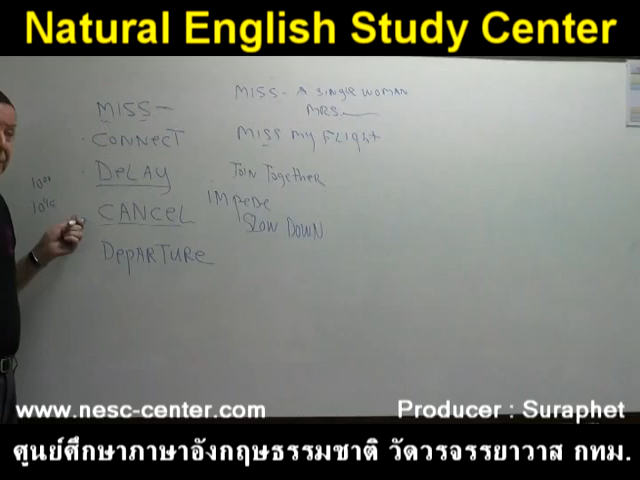 Natural English Study Center
MISS - A SINGLE WOMAN
MISS -
MRS.
CONNECT
MISS MY FLIGHT
DELAY
JOIN TOGETHER
10:00
CANCEL
IMPEDE
SLOW DOWN
DEPARTURE
www.nesc-center.com
Producer : Suraphet
ศูนย์ศึกษาภาษาอังกฤษธรรมชาติ วัดวรจรรยาวาส กทม.